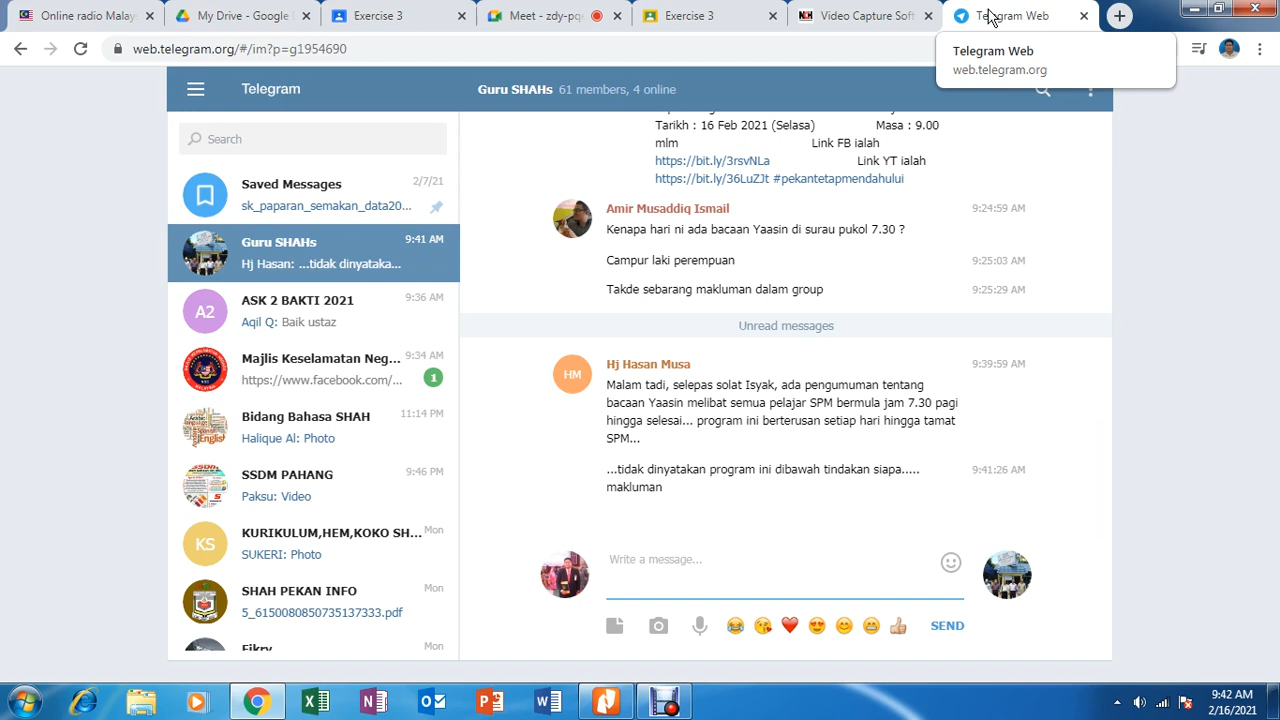 Online radio Malay
My Drive - Google
Exercise 3
Meet - zdy-pqe
Exercise 3
Video Capture Soft
Telegram Web
web.telegram.org/#/im?p=g1954690
Telegram Web
web.telegram.org
Telegram
Guru SHAHs 61 members, 4 online
Search
Saved Messages 2/7/21
sk_paparan_semakan_data20...
Guru SHAHs 9:41 AM
Hj Hasan: ...tidak dinyataka...
A2
ASK 2 BAKTI 2021 9:36 AM
Aqil Q: Baik ustaz
Majlis Keselamatan Neg... 9:34 AM
https://www.facebook.com/... 1
Bidang Bahasa SHAH 11:14 PM
Halique Al: Photo
SSDM PAHANG 9:46 PM
Paksu: Video
KS
KURIKULUM,HEM,KOKO SH... Mon
SUKERI: Photo
SHAH PEKAN INFO Mon
5_6150080850735137333.pdf
Fikry Mon
Tarikh : 16 Feb 2021 (Selasa) Masa : 9.00
mlm Link FB ialah
https://bit.ly/3rsvNLa Link YT ialah
https://bit.ly/36LuZJt #pekantetapmendahului
Amir Musaddiq Ismail 9:24:59 AM
Kenapa hari ni ada bacaan Yaasin di surau pukol 7.30 ?
Campur laki perempuan 9:25:03 AM
Takde sebarang makluman dalam group 9:25:29 AM
Unread messages
HM
Hj Hasan Musa 9:39:59 AM
Malam tadi, selepas solat Isyak, ada pengumuman tentang
bacaan Yaasin melibat semua pelajar SPM bermula jam 7.30 pagi
hingga selesai... program ini berterusan setiap hari hingga tamat
SPM...
...tidak dinyatakan program ini dibawah tindakan siapa..... 9:41:26 AM
makluman
Write a message...
SEND
9:42 AM
2/16/2021